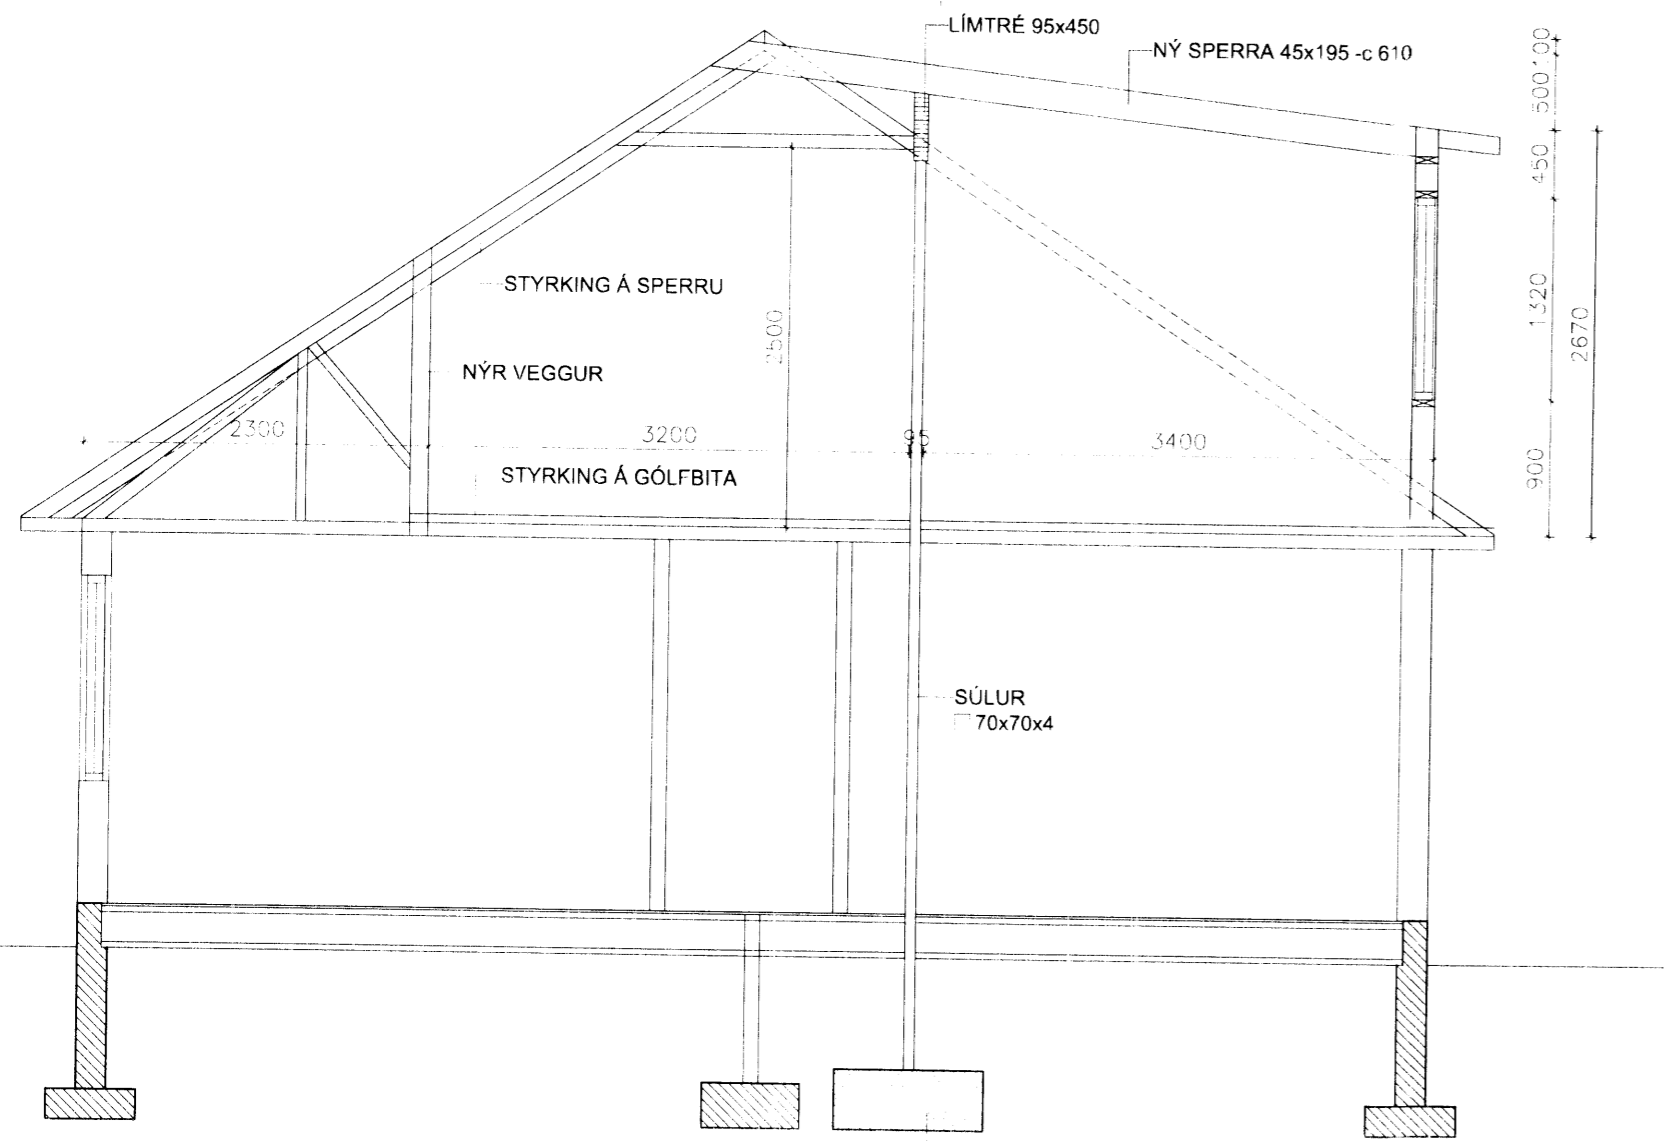 LÍMTRÉ 95x450
NÝ SPERRA 45x195 -c 610
100
500
450
1320
2670
900
STYRKING Á SPERRU
2500
NÝR VEGGUR
2300
3200
95
3400
STYRKING Á GÓLFBITA
SÚLUR
□ 70x70x4